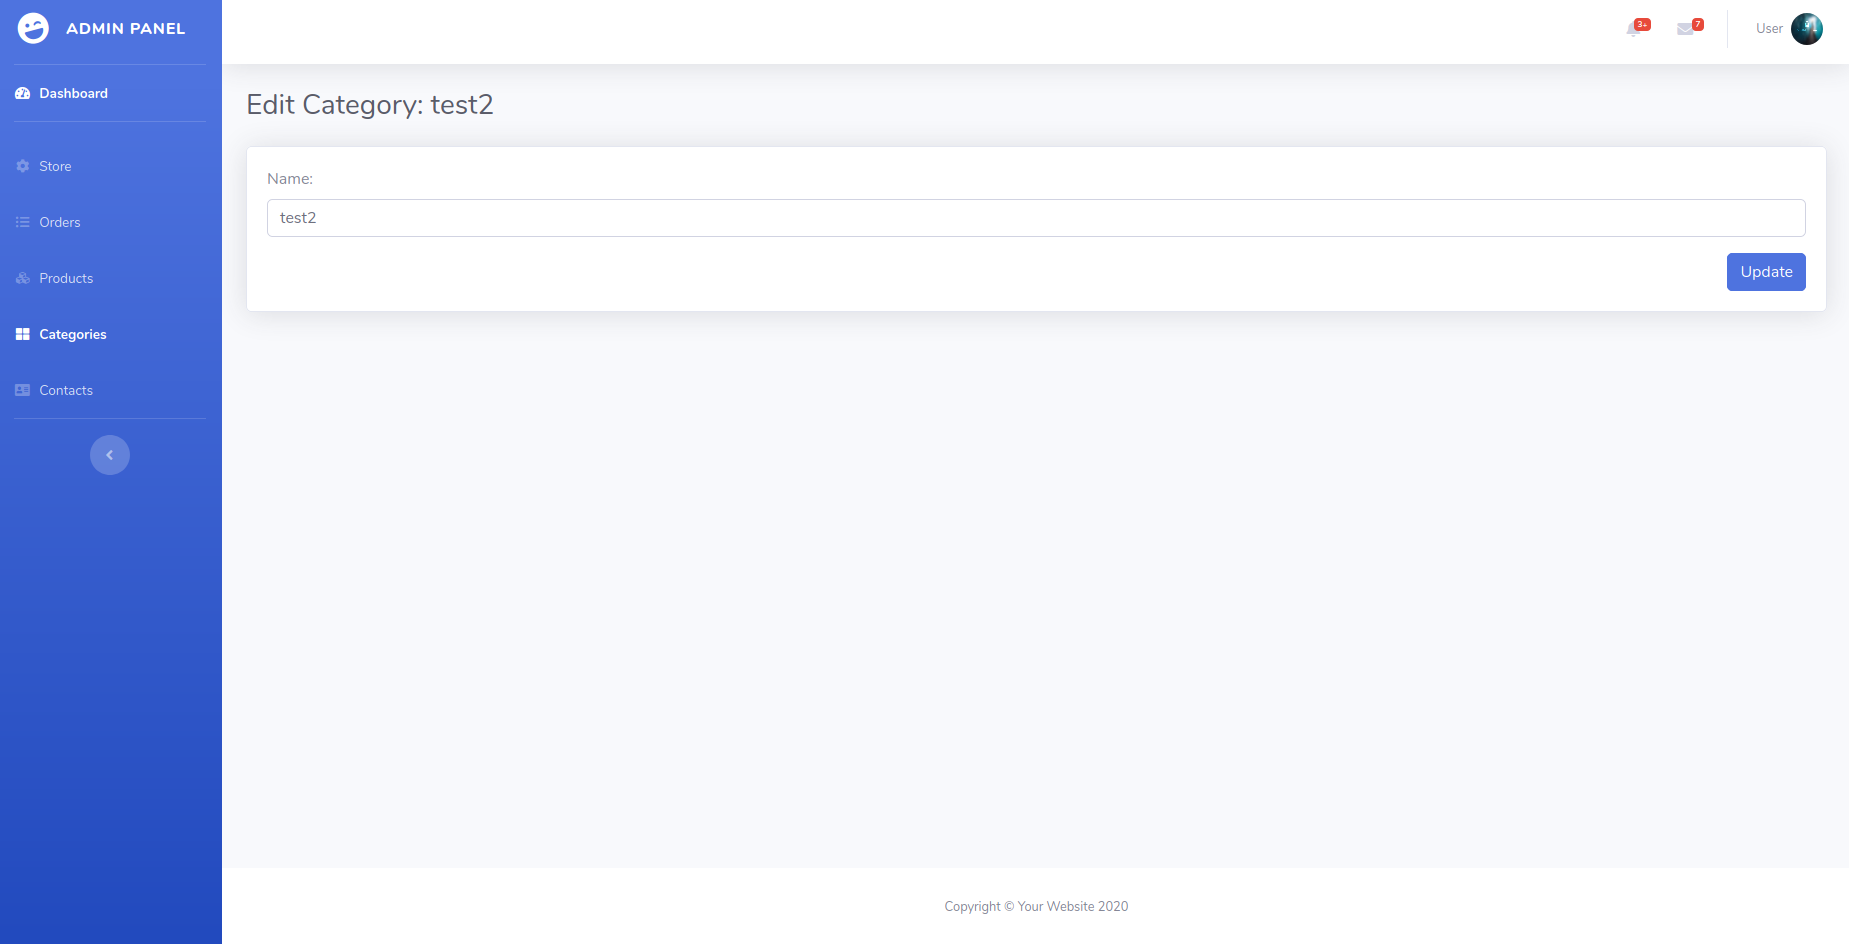 ADMIN PANEL
3+
7
User
Dashboard
Store
Orders
Products
Categories
Contacts
Edit Category: test2
Name:
test2
Update
Copyright © Your Website 2020